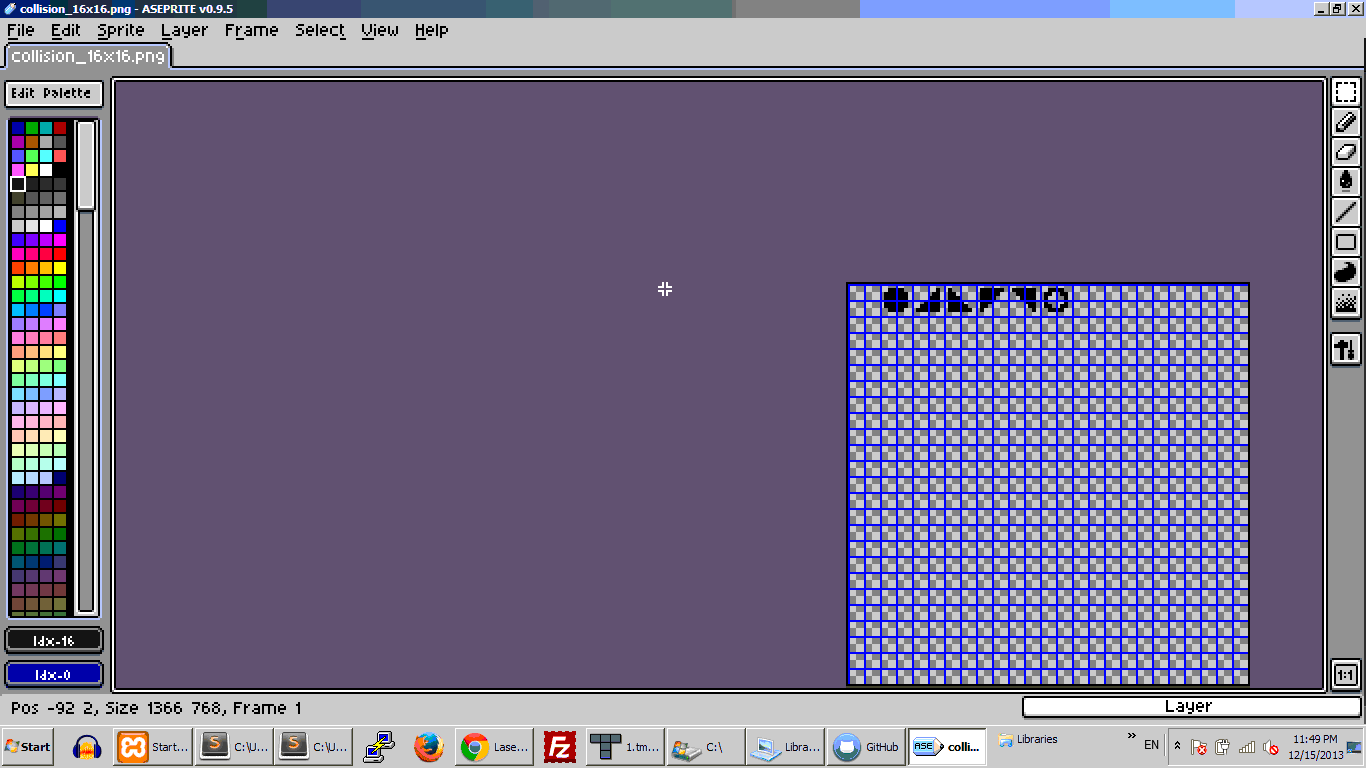 collision_16x16.png - ASEPRITE v0.9.5
File Edit Sprite Layer Frame Select View Help
collision_16x16.png
Edit Palette
Idx-16
Idx-0
1:1
Pos -92 2, Size 1366 768, Frame 1
Layer
Start Start... C:\U... C:\U... Lase... Fz 1.tm... C:\ Libra... GitHub ASE colli... Libraries » EN 11:49 PM
12/15/2013